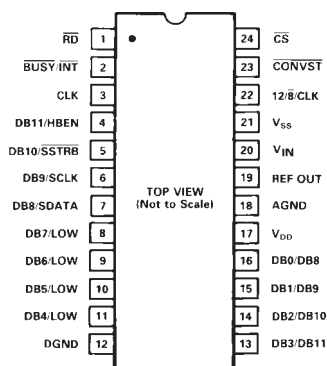 RD 1 24 CS
BUSY/INT 2 23 CONVST
CLK 3 22 12/8/CLK
DB11/HBEN 4 21 VSS
DB10/SSTRB 5 20 VIN
DB9/SCLK 6 19 REF OUT
DB8/SDATA 7 TOP VIEW 18 AGND
(Not to Scale)
DB7/LOW 8 17 VDD
DB6/LOW 9 16 DB0/DB8
DB5/LOW 10 15 DB1/DB9
DB4/LOW 11 14 DB2/DB10
DGND 12 13 DB3/DB11